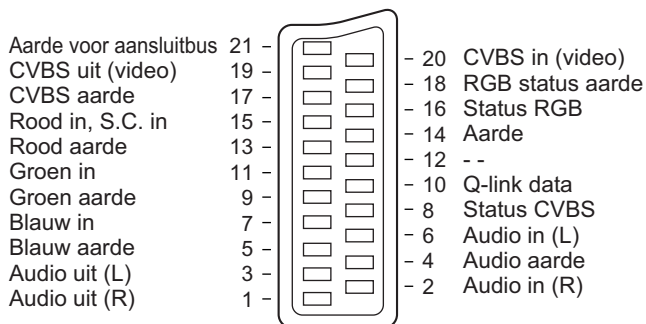 Aarde voor aansluitbus 21
CVBS uit (video) 19
CVBS aarde 17
Rood in, S.C. in 15
Rood aarde 13
Groen in 11
Groen aarde 9
Blauw in 7
Blauw aarde 5
Audio uit (L) 3
Audio uit (R) 1
20 CVBS in (video)
18 RGB status aarde
16 Status RGB
14 Aarde
12 - -
10 Q-link data
8 Status CVBS
6 Audio in (L)
4 Audio aarde
2 Audio in (R)